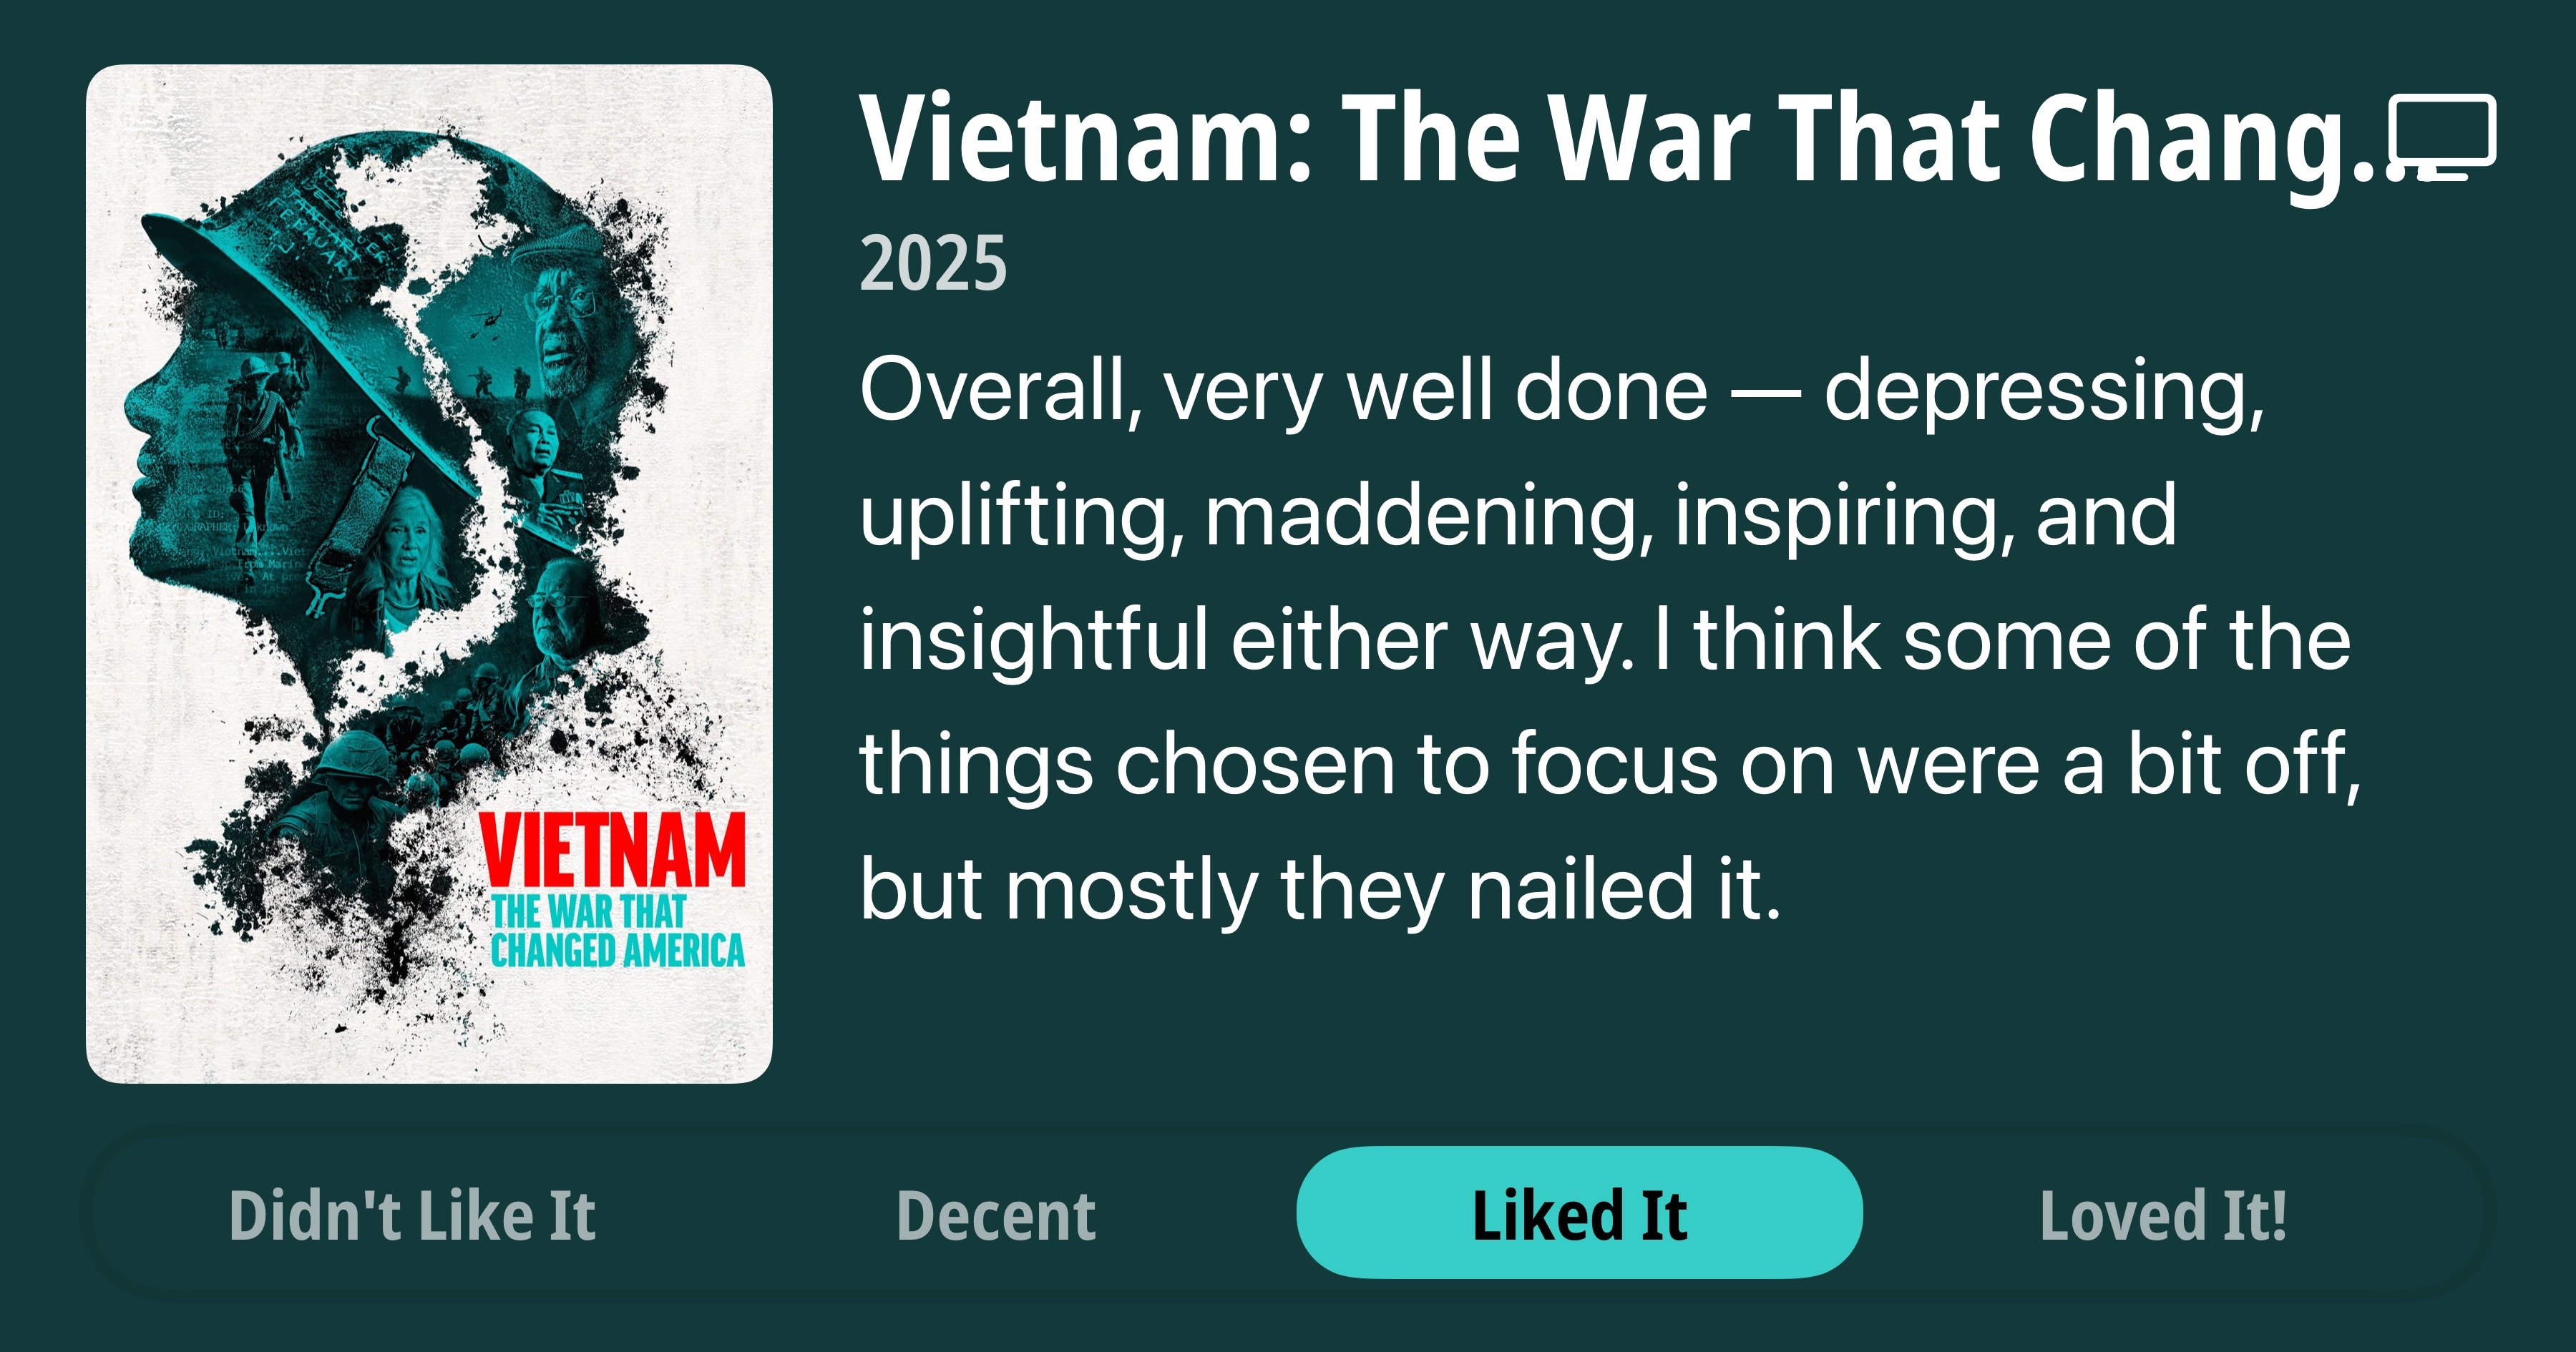 Vietnam: The War That Chang...
2025
Overall, very well done — depressing,
uplifting, maddening, inspiring, and
insightful either way. I think some of the
things chosen to focus on were a bit off,
but mostly they nailed it.
VIETNAM
THE WAR THAT
CHANGED AMERICA
Didn't Like It
Decent
Liked It
Loved It!